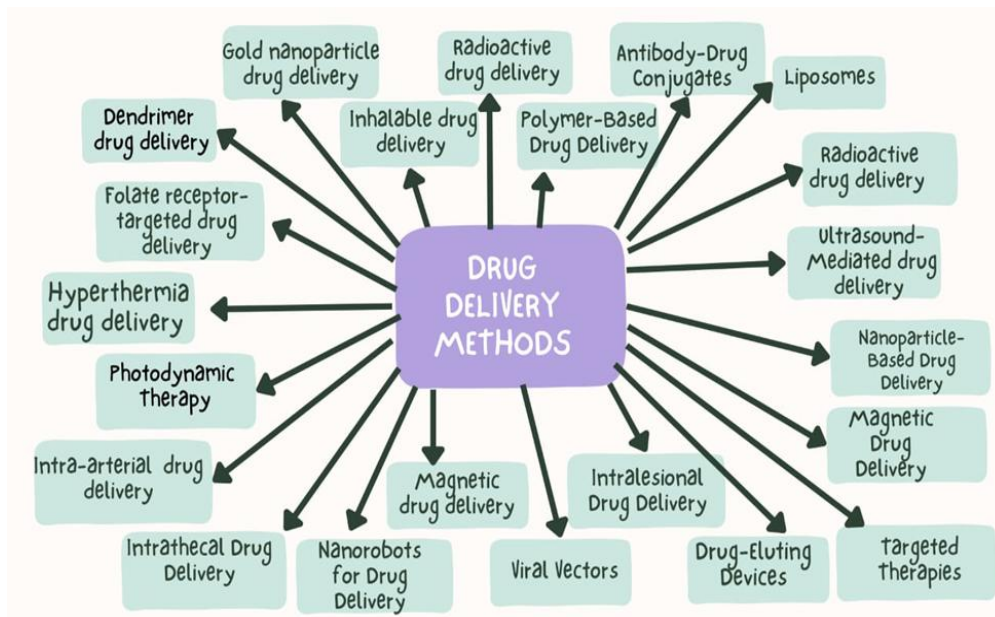 Gold nanoparticle
drug delivery
Radioactive
drug delivery
Antibody-Drug
Conjugates
Liposomes
Dendrimer
drug delivery
Inhalable drug
delivery
Polymer-Based
Drug Delivery
Radioactive
drug delivery
Folate receptor-
targeted drug
delivery
Ultrasound-
Mediated drug
delivery
DRUG
DELIVERY
METHODS
Hyperthermia
drug delivery
Nanoparticle-
Based Drug
Delivery
Photodynamic
therapy
Magnetic
Drug
Delivery
Intra-arterial drug
delivery
Magnetic
drug delivery
Intralesional
Drug Delivery
Intrathecal Drug
Delivery
Nanorobots
for Drug
Delivery
Viral Vectors
Drug-Eluting
Devices
Targeted
Therapies